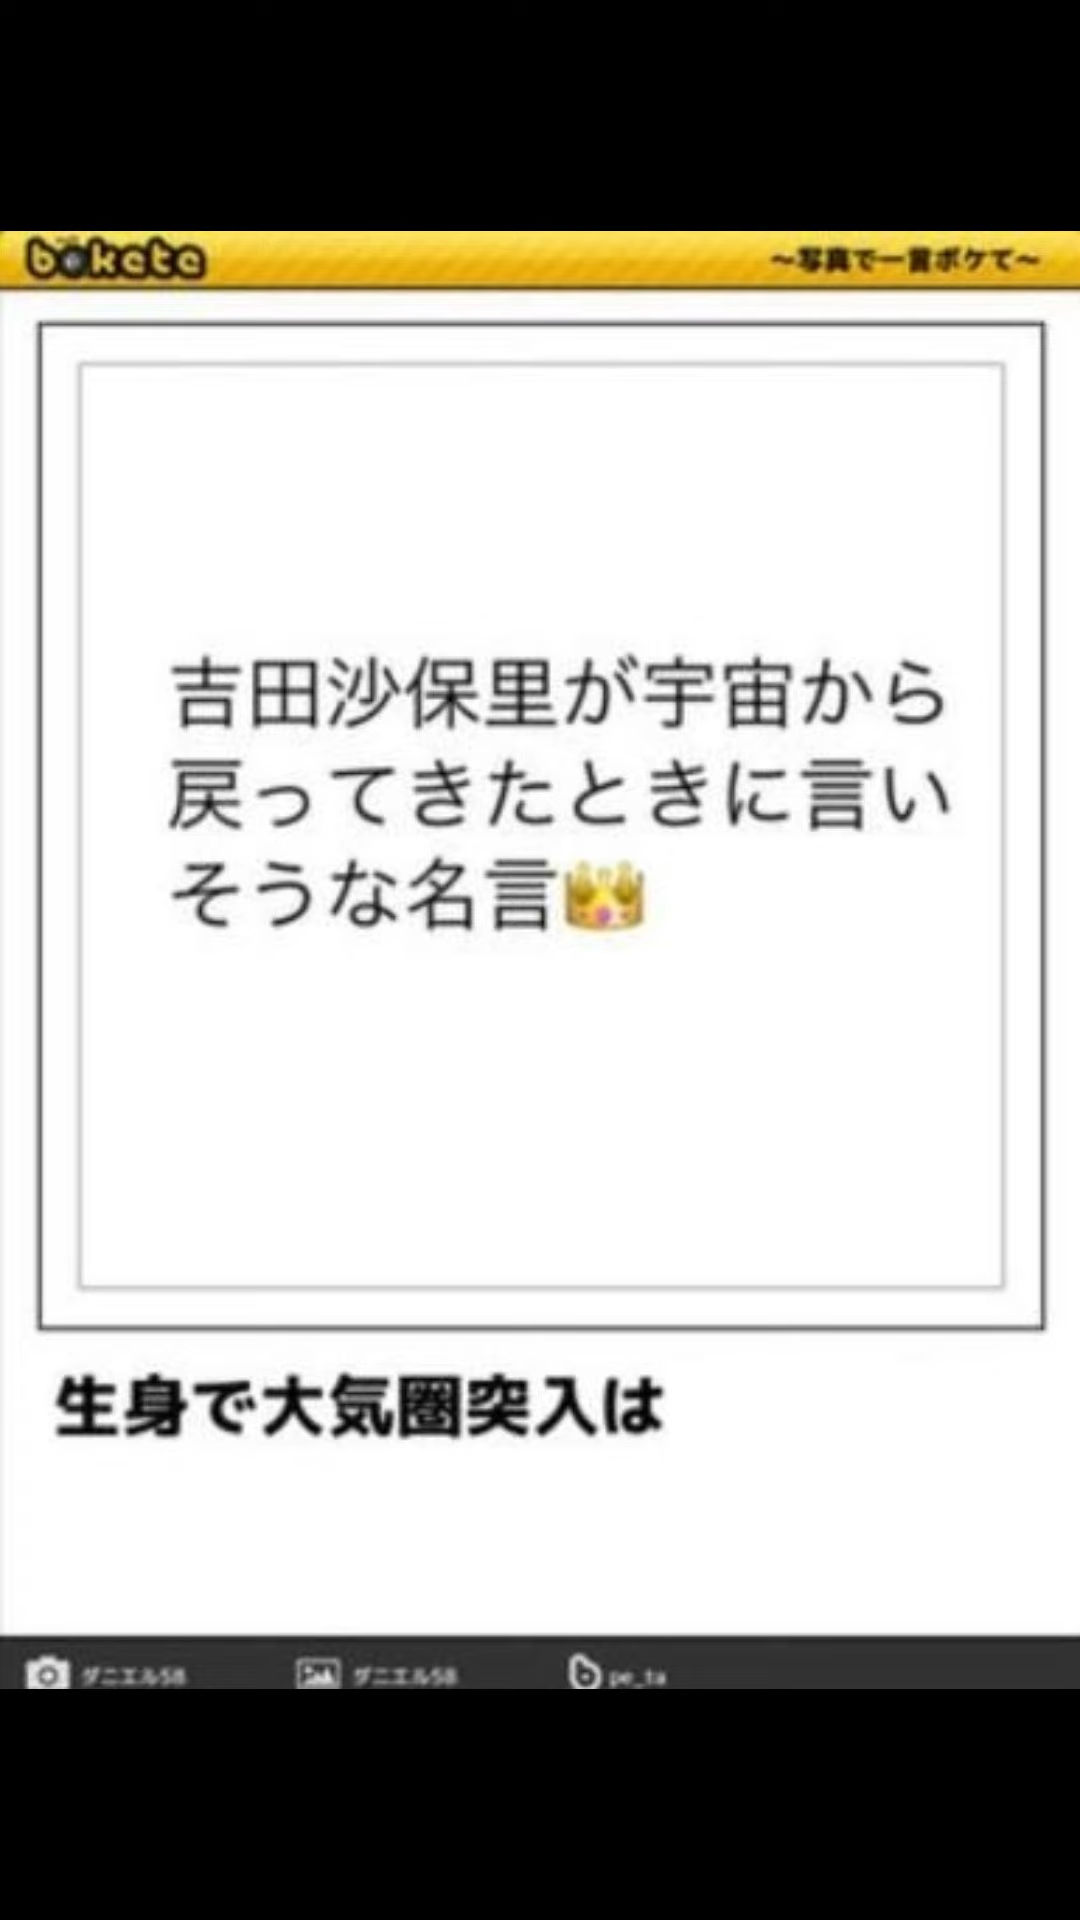 bokete
～写真で一言ボケて～
吉田沙保里が宇宙から
戻ってきたときに言い
そうな名言👑
生身で大気圏突入は
ダニエル58
ダニエル58
pe_ta